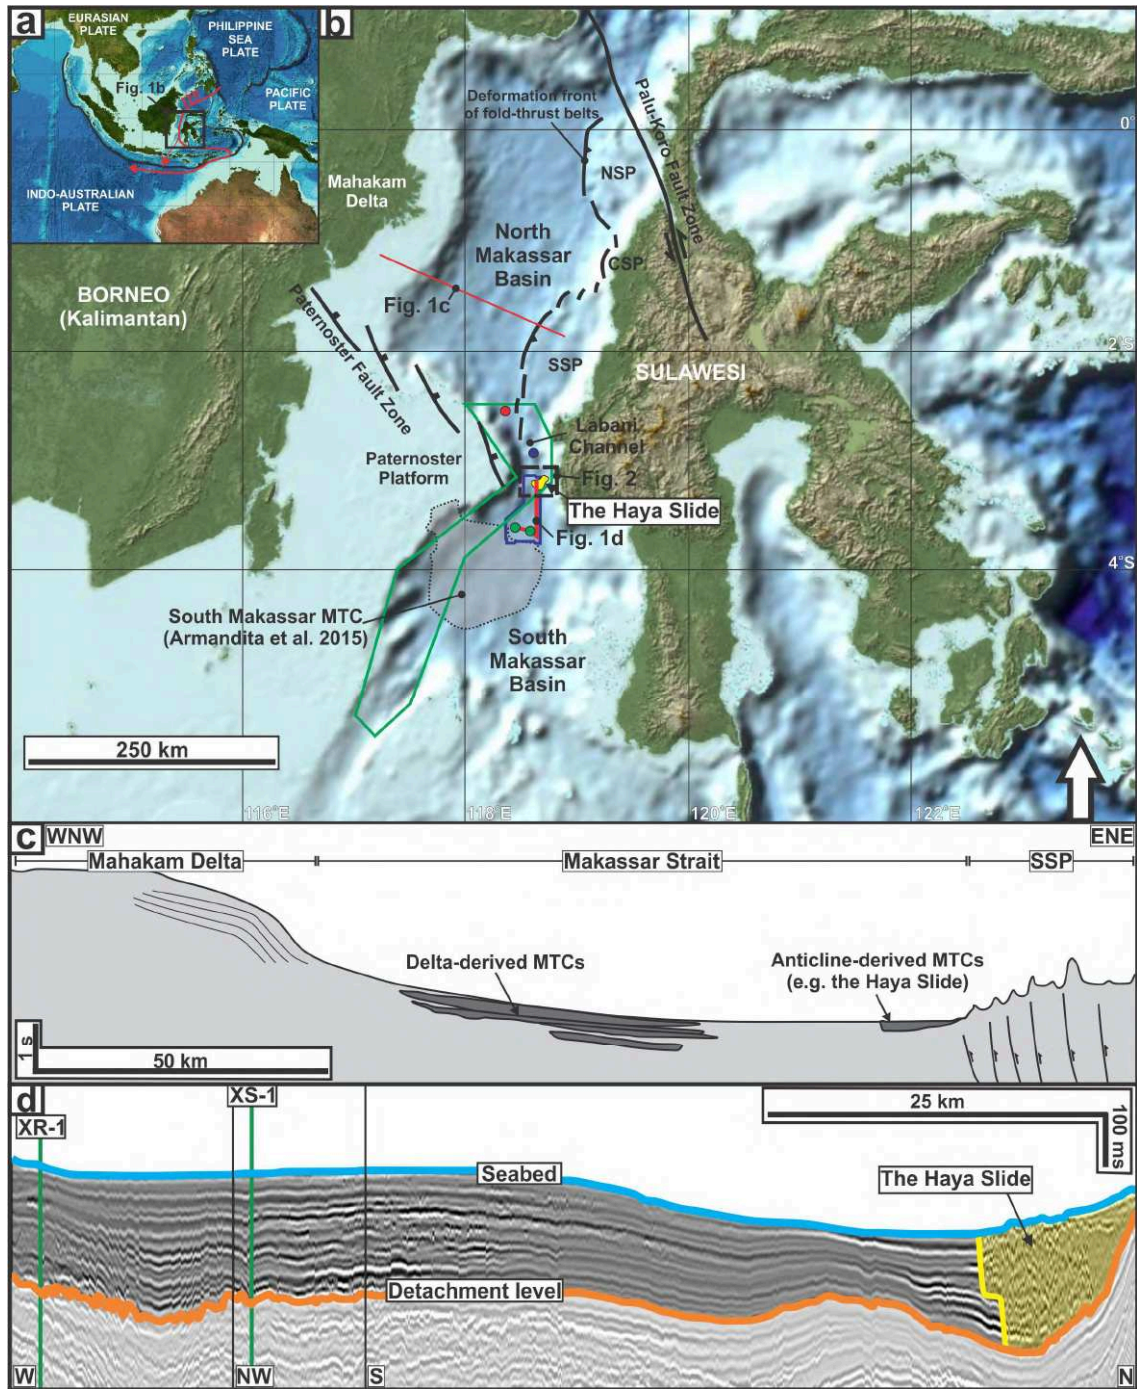 a
EURASIAN
PLATE
PHILIPPINE
SEA
PLATE
Fig. 1b
PACIFIC
PLATE
INDO-AUSTRALIAN
PLATE
b
Deformation front
of fold-thrust belts
Palu-Koro Fault Zone
0°
NSP
Mahakam
Delta
North
Makassar
Basin
CSP
BORNEO
(Kalimantan)
Fig. 1c
Paternoster Fault Zone
2°S
SSP
SULAWESI
Labani
Channel
Paternoster
Platform
Fig. 2
The Haya Slide
Fig. 1d
4°S
South Makassar MTC
(Armandita et al. 2015)
South
Makassar
Basin
250 km
116°E
118°E
120°E
122°E
c
WNW
ENE
Mahakam Delta
Makassar Strait
SSP
Delta-derived MTCs
Anticline-derived MTCs
(e.g. the Haya Slide)
1 s
50 km
d
XS-1
XR-1
25 km
100 ms
Seabed
The Haya Slide
Detachment level
W
NW
S
N